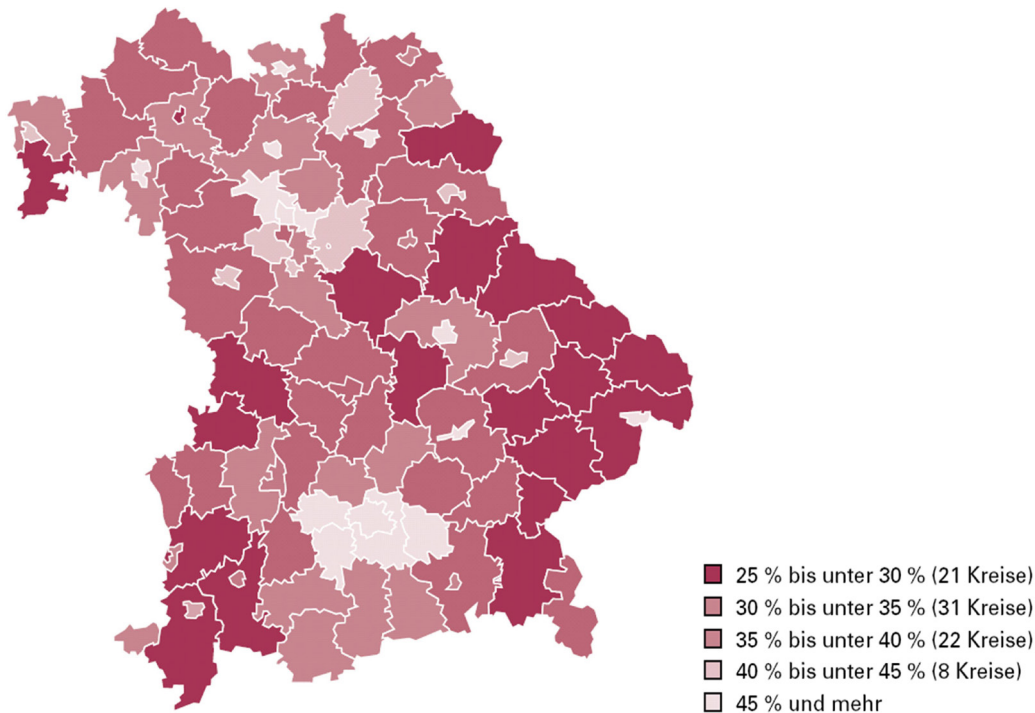 25 % bis unter 30 % (21 Kreise)
30 % bis unter 35 % (31 Kreise)
35 % bis unter 40 % (22 Kreise)
40 % bis unter 45 % (8 Kreise)
45 % und mehr